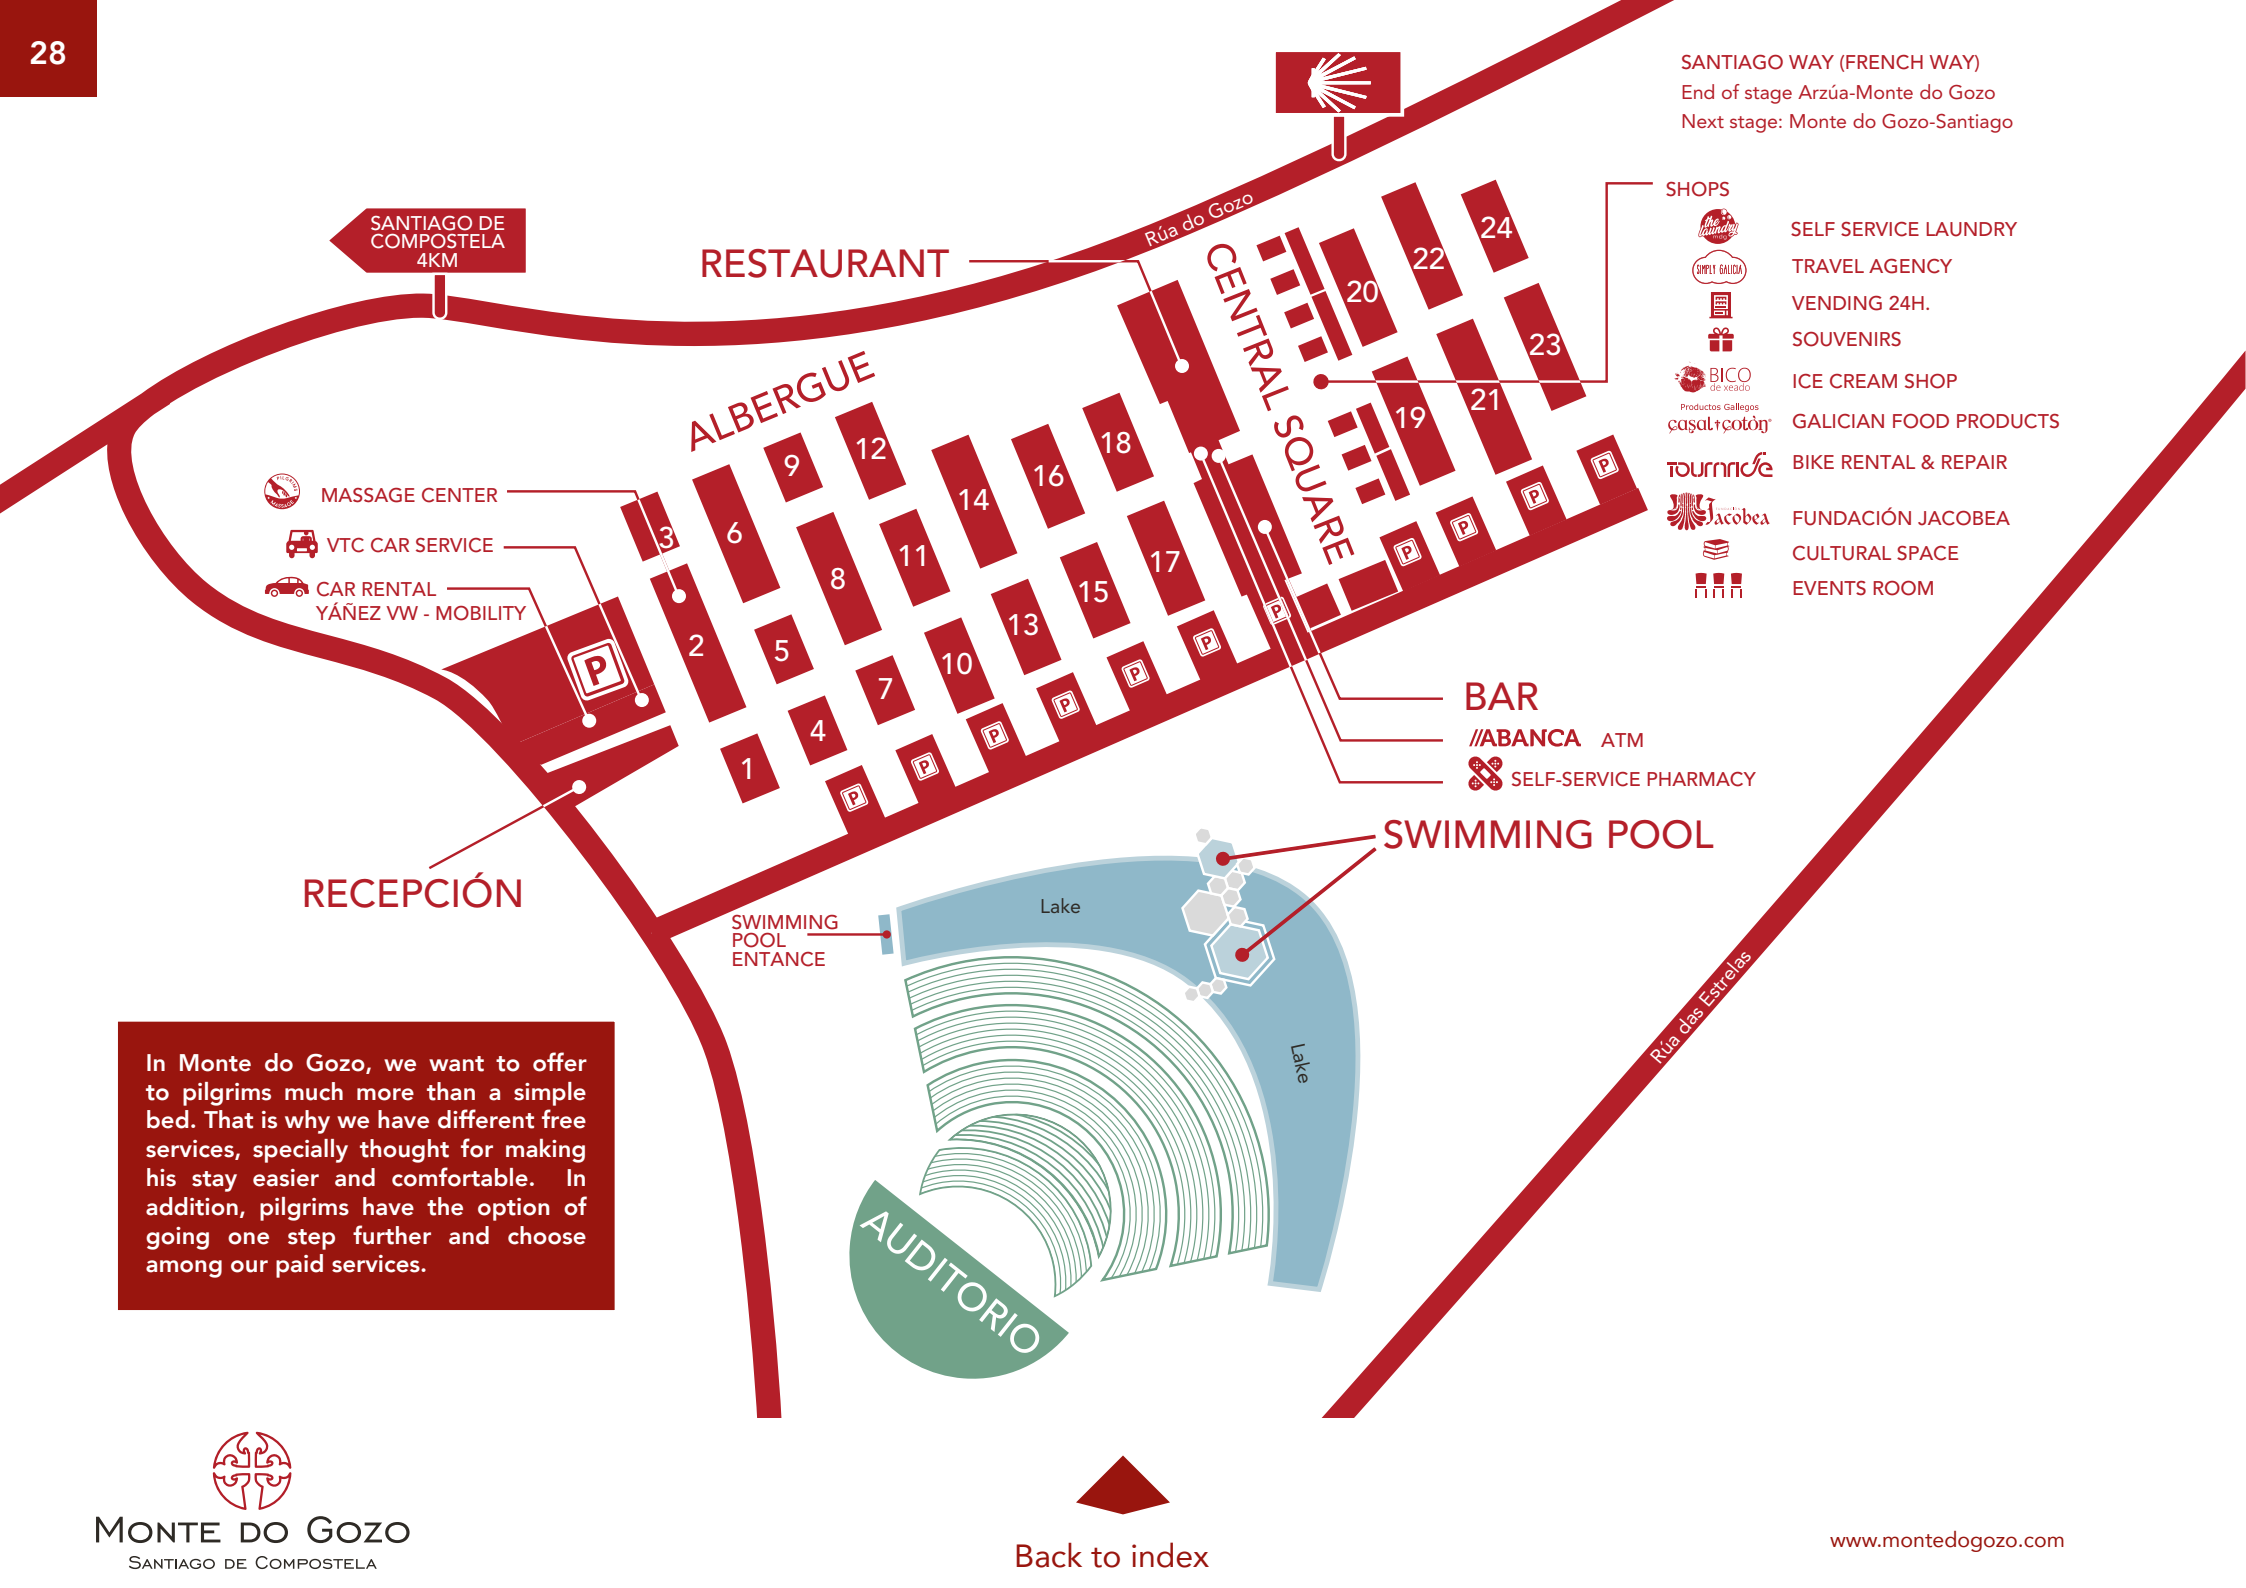 28
SANTIAGO WAY (FRENCH WAY)
End of stage Arzúa-Monte do Gozo
Next stage: Monte do Gozo-Santiago
SANTIAGO DE
COMPOSTELA
4KM
Rúa do Gozo
RESTAURANT
CENTRAL SQUARE
ALBERGUE
SHOPS
the
laundry
SELF SERVICE LAUNDRY
SIMPLY GALICIA
TRAVEL AGENCY
VENDING 24H.
SOUVENIRS
BICO
de xeado
ICE CREAM SHOP
Productos Gallegos
casal cotón
GALICIAN FOOD PRODUCTS
TOURNRIDE
BIKE RENTAL & REPAIR
Jacobea
FUNDACIÓN JACOBEA
CULTURAL SPACE
EVENTS ROOM
PILGRIMS
MASSAGE
MASSAGE CENTER
VTC CAR SERVICE
CAR RENTAL
YÁÑEZ VW - MOBILITY
24
22
20
23
21
19
18
16
14
12
9
6
3
17
15
13
11
8
5
2
10
7
4
1
P
P
P
P
P
P
P
P
P
P
P
P
RECEPCIÓN
BAR
//ABANCA ATM
SELF-SERVICE PHARMACY
SWIMMING POOL
SWIMMING
POOL
ENTANCE
Lake
Lake
Rúa das Estrelas
AUDITORIO
In Monte do Gozo, we want to offer
to pilgrims much more than a simple
bed. That is why we have different free
services, specially thought for making
his stay easier and comfortable. In
addition, pilgrims have the option of
going one step further and choose
among our paid services.
MONTE DO GOZO
SANTIAGO DE COMPOSTELA
Back to index
www.montedogozo.com